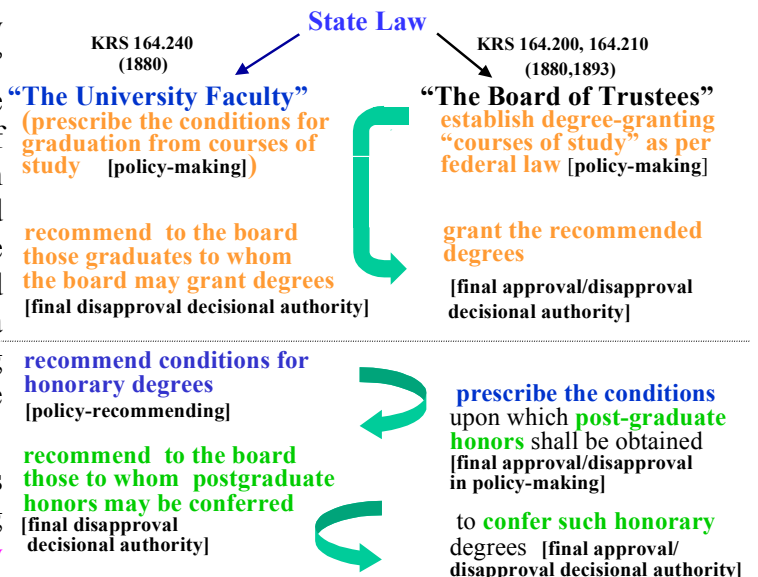 State Law
KRS 164.240
(1880)
“The University Faculty”
(prescribe the conditions for
graduation from courses of
study [policy-making])
recommend to the board
those graduates to whom
the board may grant degrees
[final disapproval decisional authority]
KRS 164.200, 164.210
(1880,1893)
“The Board of Trustees”
establish degree-granting
“courses of study” as per
federal law [policy-making]
grant the recommended
degrees
[final approval/disapproval
decisional authority]
recommend conditions for
honorary degrees
[policy-recommending]
recommend to the board
those to whom postgraduate
honors may be conferred
[final disapproval
decisional authority]
prescribe the conditions
upon which post-graduate
honors shall be obtained
[final approval/disapproval
in policy-making]
to confer such honorary
degrees [final approval/
disapproval decisional authority]